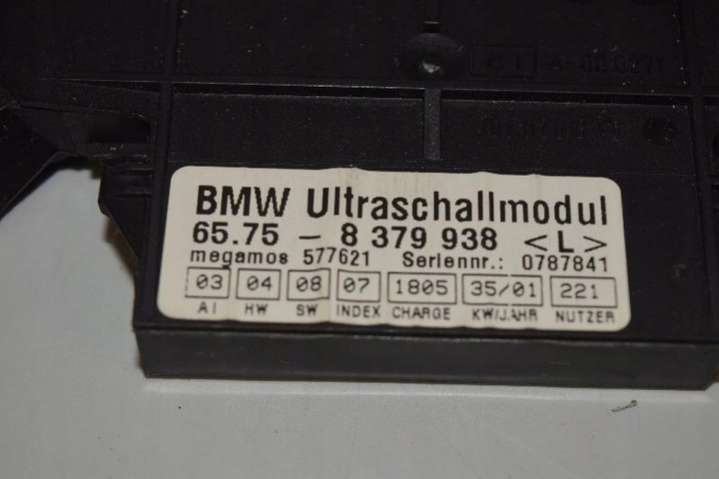 BMW Ultraschallmodul
65.75 - 8 379 938 <L>
megamos 577621 Seriennr.: 0787841
03 04 08 07 1805 35/01 221
AI HW SW INDEX CHARGE KW/JAHR NUTZER